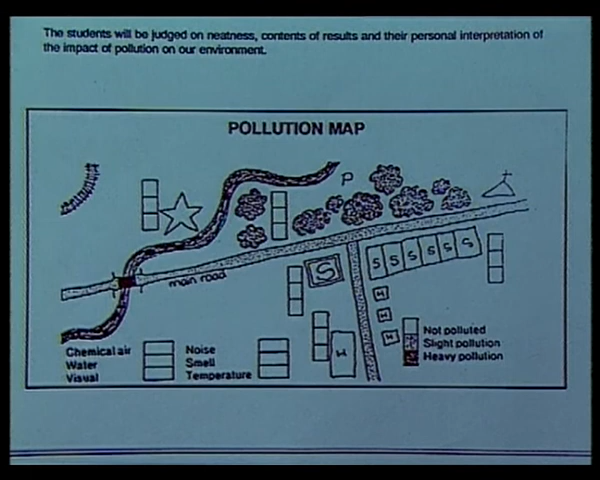 The students will be judged on neatness, contents of results and their personal interpretation of
the impact of pollution on our environment.
POLLUTION MAP
P
main road
S
S S S S S S
H
H
H
H
Not polluted
Slight pollution
Heavy pollution
Chemical air
Water
Visual
Noise
Smell
Temperature